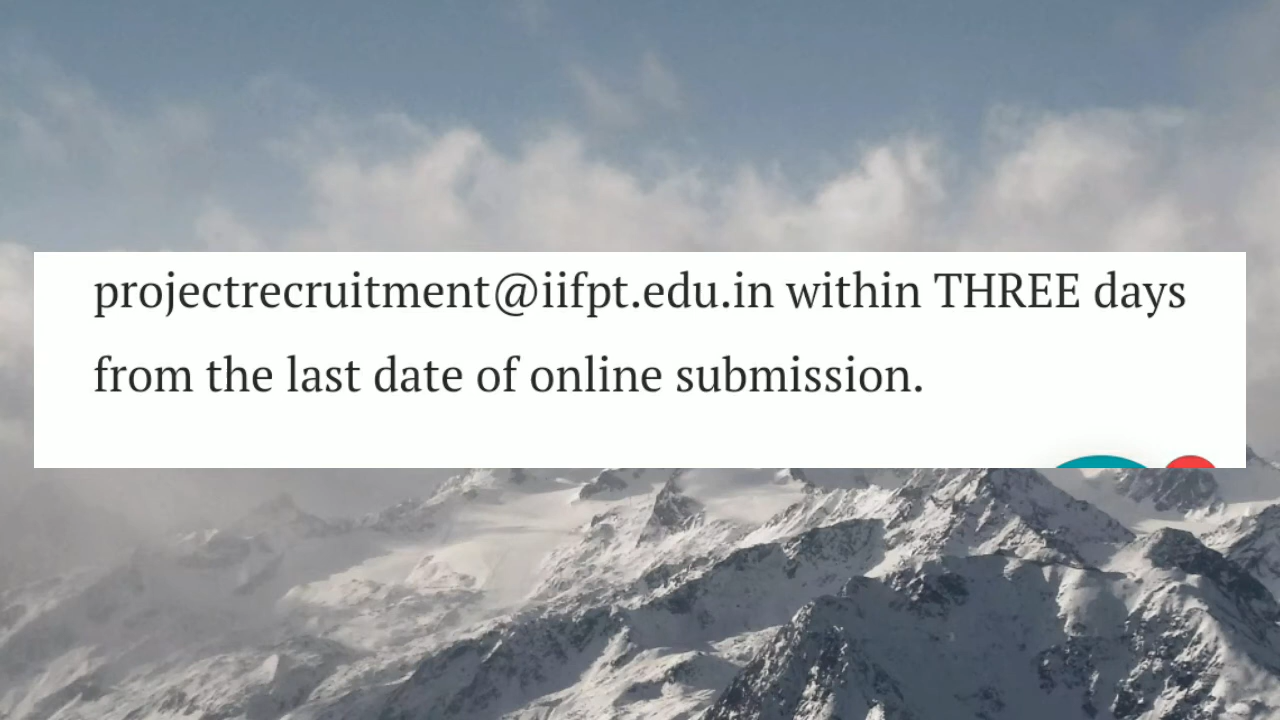 projectrecruitment@iifpt.edu.in within THREE days
from the last date of online submission.